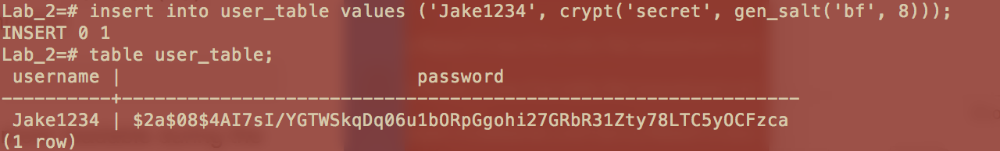 Lab_2=# insert into user_table values ('Jake1234', crypt('secret', gen_salt('bf', 8)));
INSERT 0 1
Lab_2=# table user_table;
 username |                           password
----------+--------------------------------------------------------------
 Jake1234 | $2a$08$4AI7sI/YGTWSkqDq06u1bORpGgohi27GRbR31Zty78LTC5yOCFzca
(1 row)